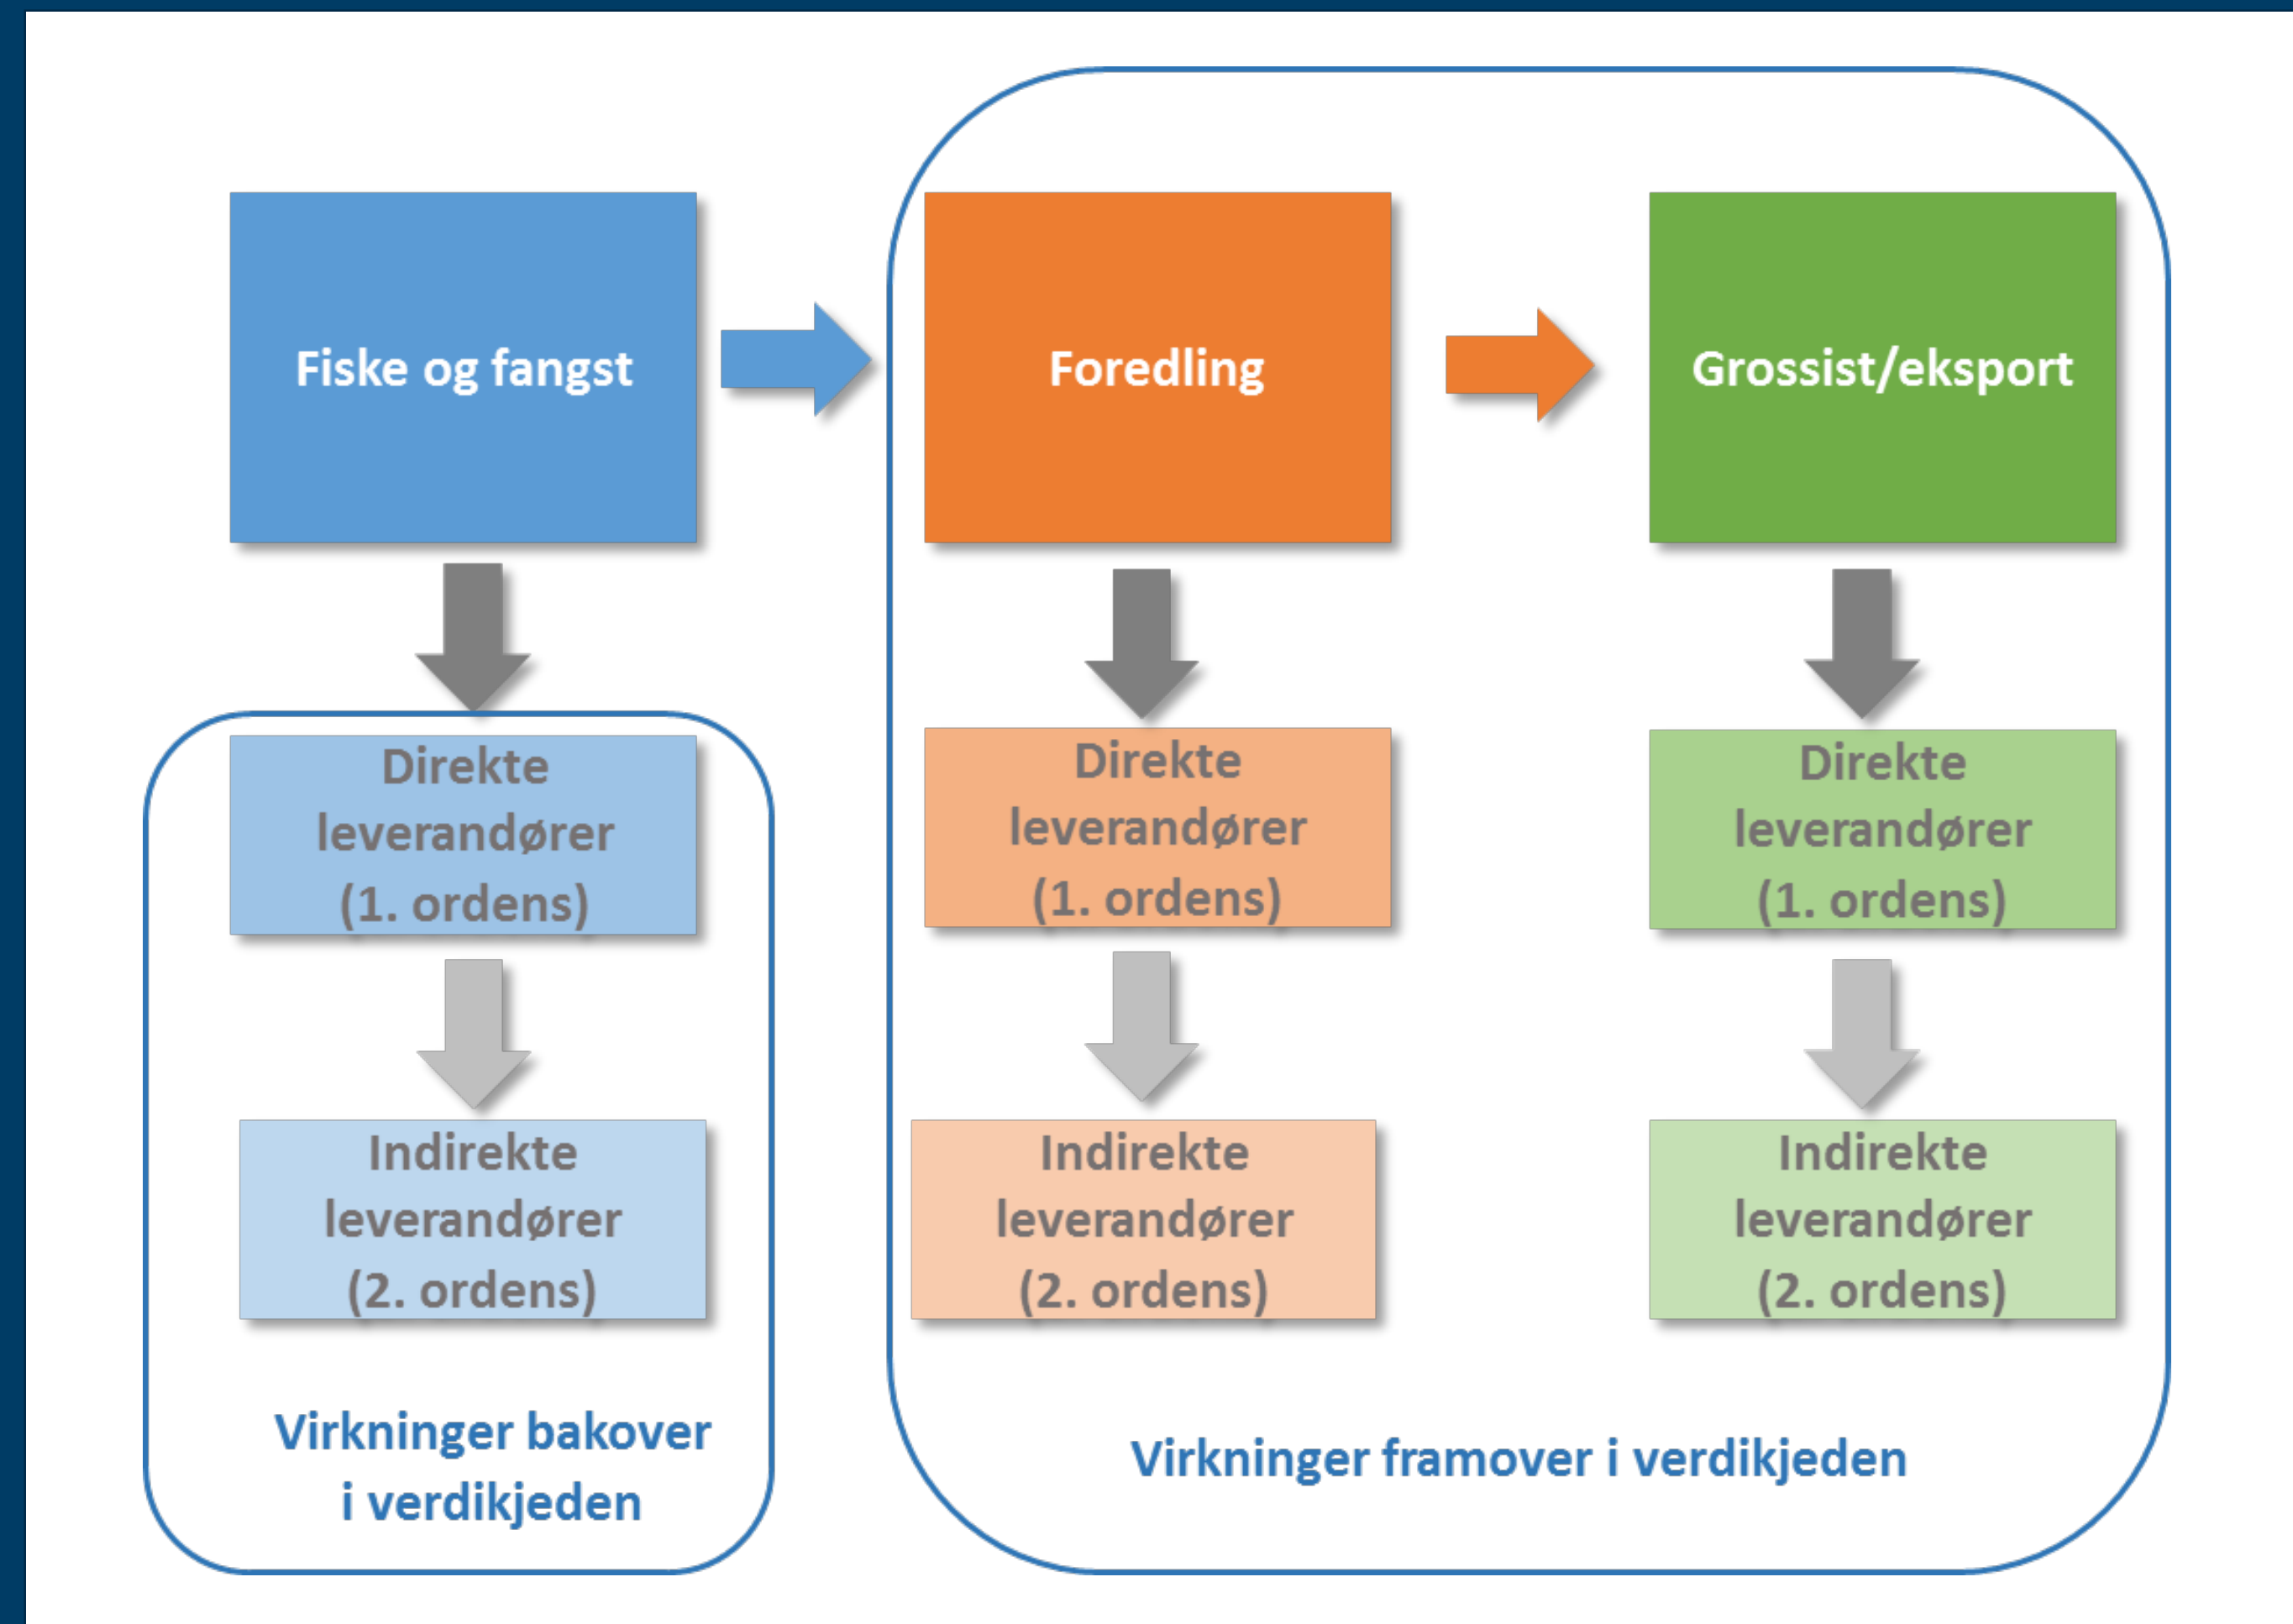 Fiske og fangst
Foredling
Grossist/eksport
Direkte
leverandører
(1. ordens)
Direkte
leverandører
(1. ordens)
Direkte
leverandører
(1. ordens)
Indirekte
leverandører
(2. ordens)
Indirekte
leverandører
(2. ordens)
Indirekte
leverandører
(2. ordens)
Virkninger bakover
i verdikjeden
Virkninger framover i verdikjeden